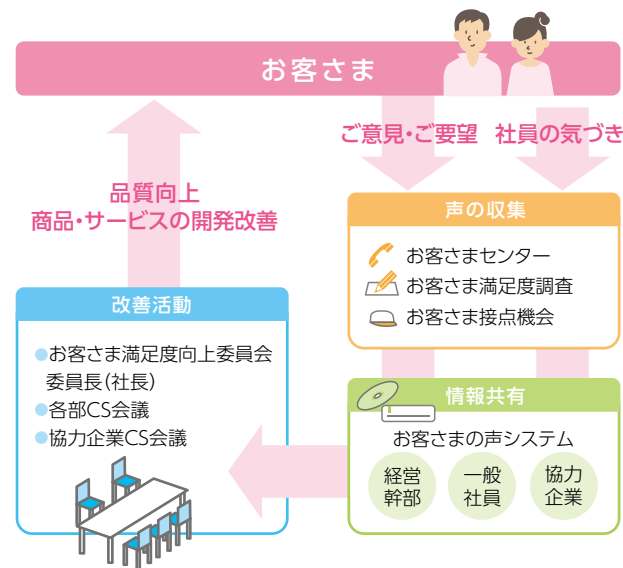 お客さま
ご意見・ご要望
社員の気づき
品質向上
商品・サービスの開発改善
声の収集
お客さまセンター
お客さま満足度調査
お客さま接点機会
改善活動
●お客さま満足度向上委員会
委員長（社長）
●各部CS会議
●協力企業CS会議
情報共有
お客さまの声システム
経営
幹部
一般
社員
協力
企業